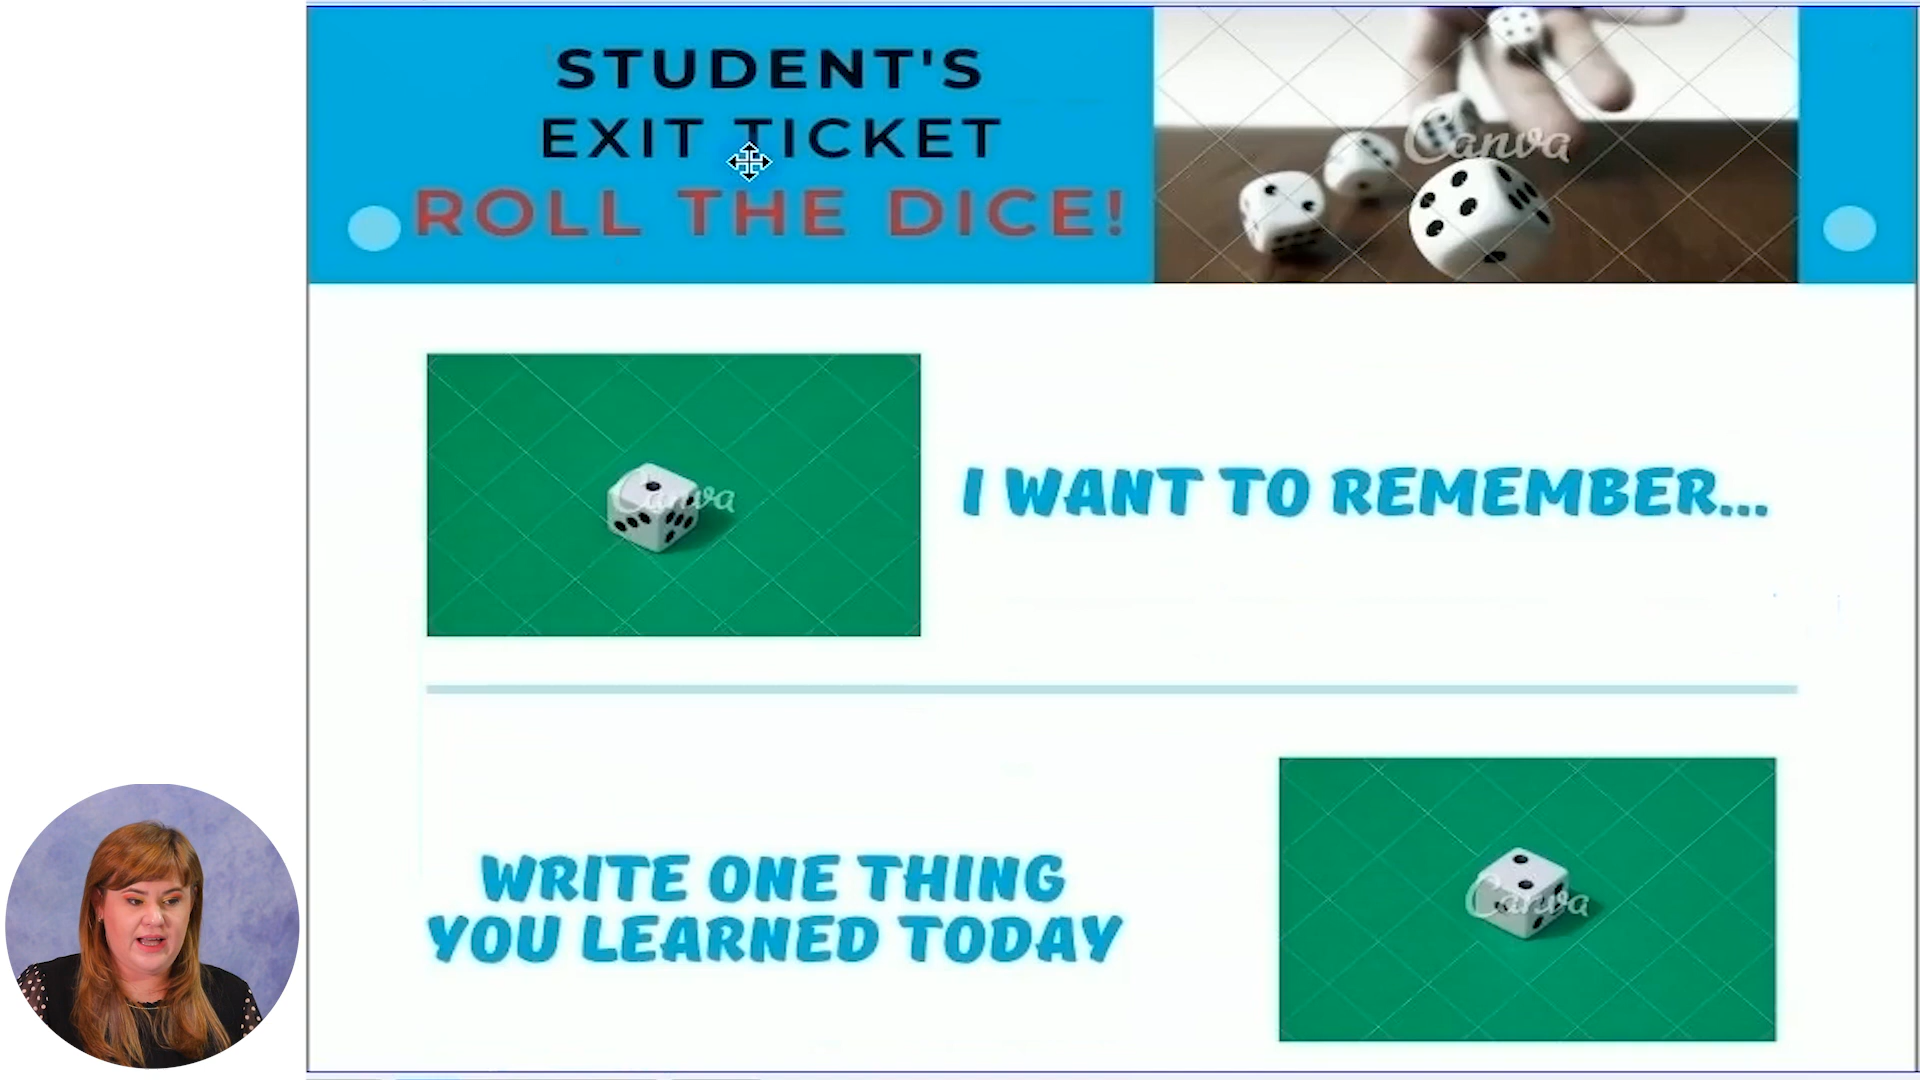 STUDENT'S
EXIT TICKET
ROLL THE DICE!
Canva
Canva
I WANT TO REMEMBER...
WRITE ONE THING
YOU LEARNED TODAY
Canva